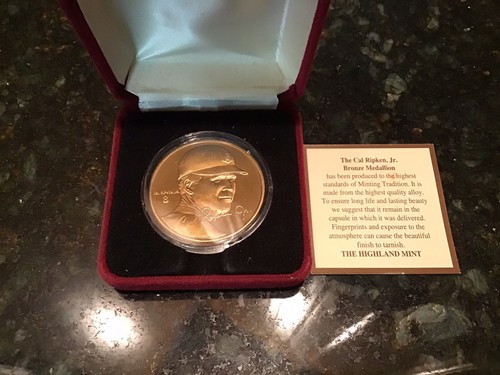 8
The Cal Ripken, Jr.
Bronze Medallion
has been produced to the highest
standards of Minting Tradition. It is
made from the highest quality alloy.
To ensure long life and lasting beauty
we suggest that it remain in the
capsule in which it was delivered.
Fingerprints and exposure to the
atmosphere can cause the beautiful
finish to tarnish.
THE HIGHLAND MINT